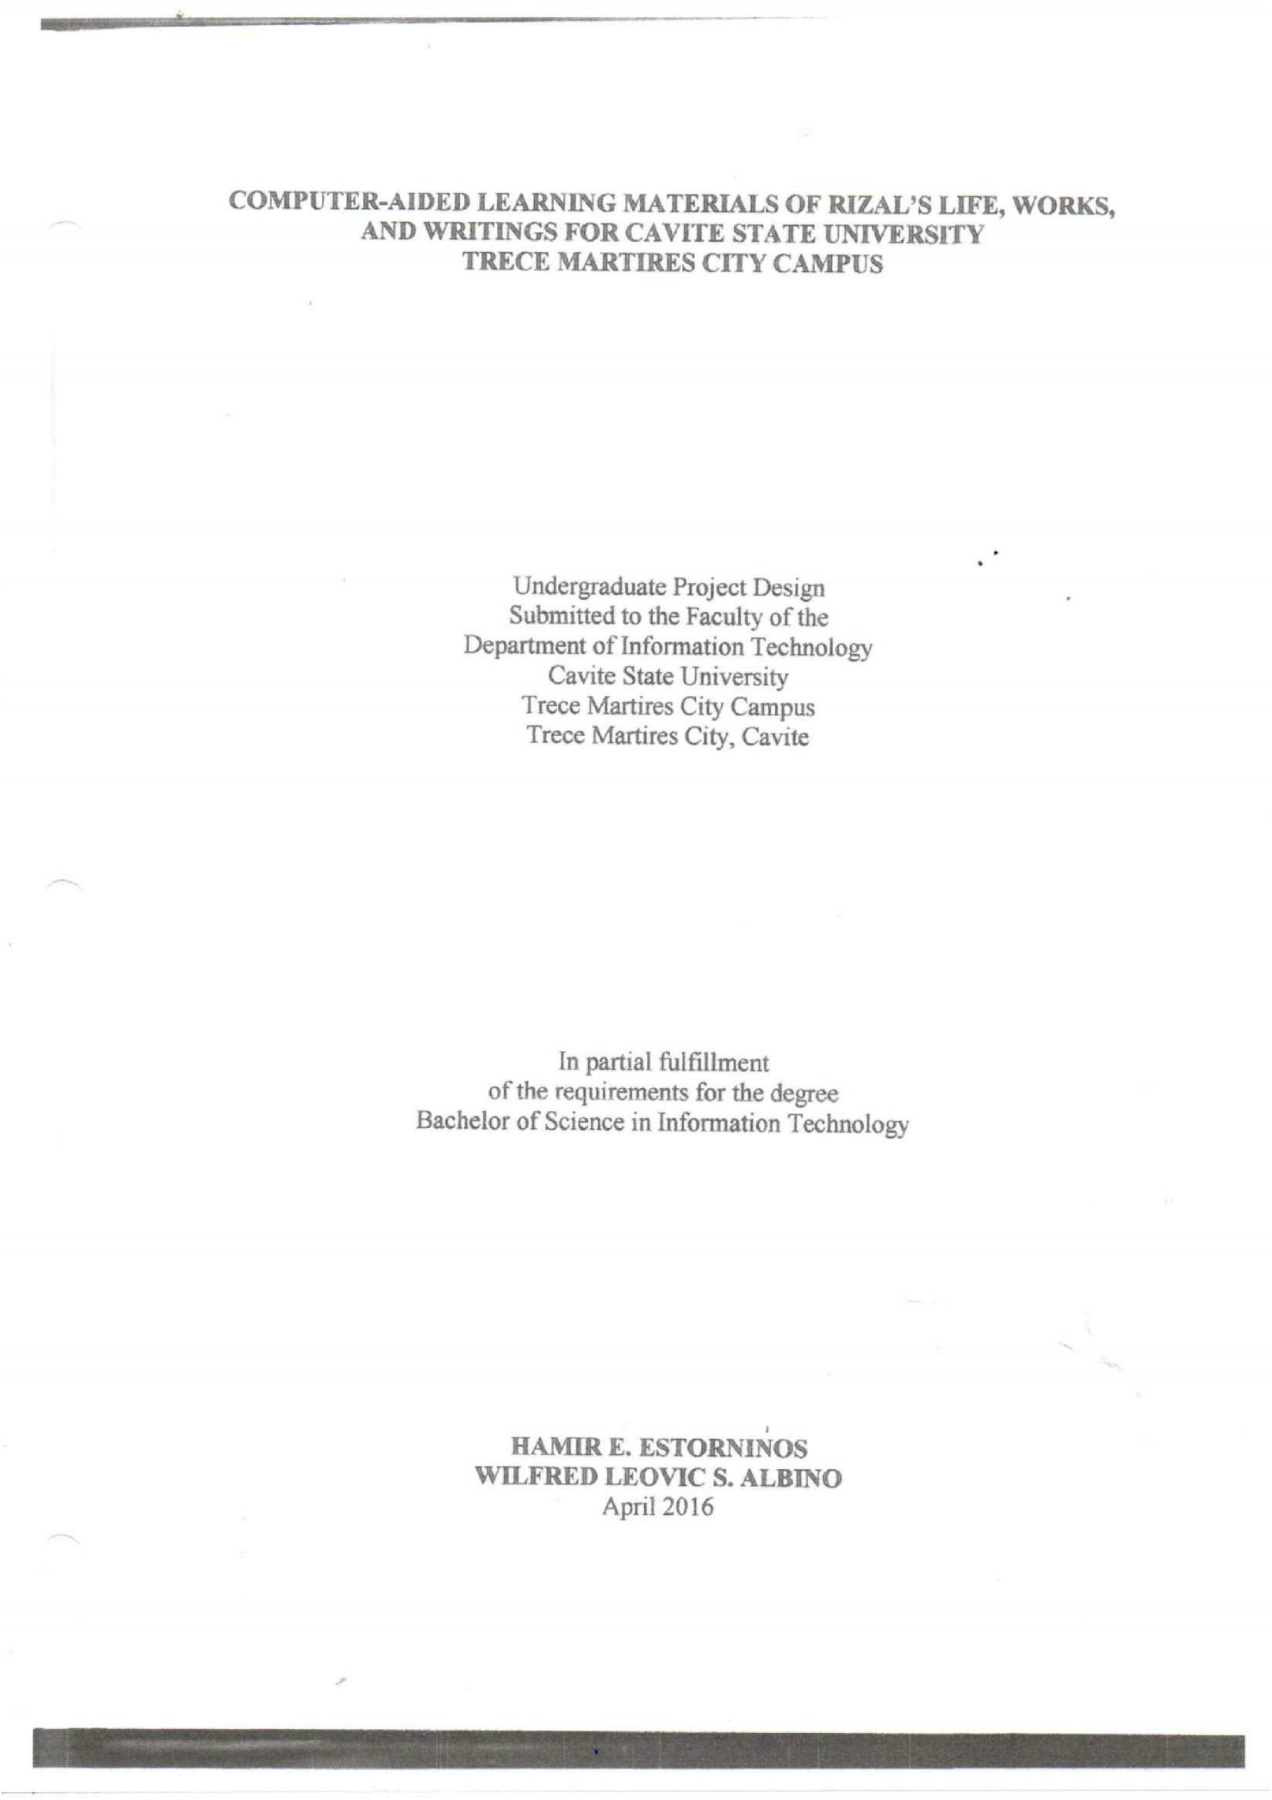 COMPUTER-AIDED LEARNING MATERIALS OF RIZAL'S LIFE, WORKS,
AND WRITINGS FOR CAVITE STATE UNIVERSITY
TRECE MARTIRES CITY CAMPUS
Undergraduate Project Design
Submitted to the Faculty of the
Department of Information Technology
Cavite State University
Trece Martires City Campus
Trece Martires City, Cavite
In partial fulfillment
of the requirements for the degree
Bachelor of Science in Information Technology
HAMIR E. ESTORNINOS
WILFRED LEOVIC S. ALBINO
April 2016